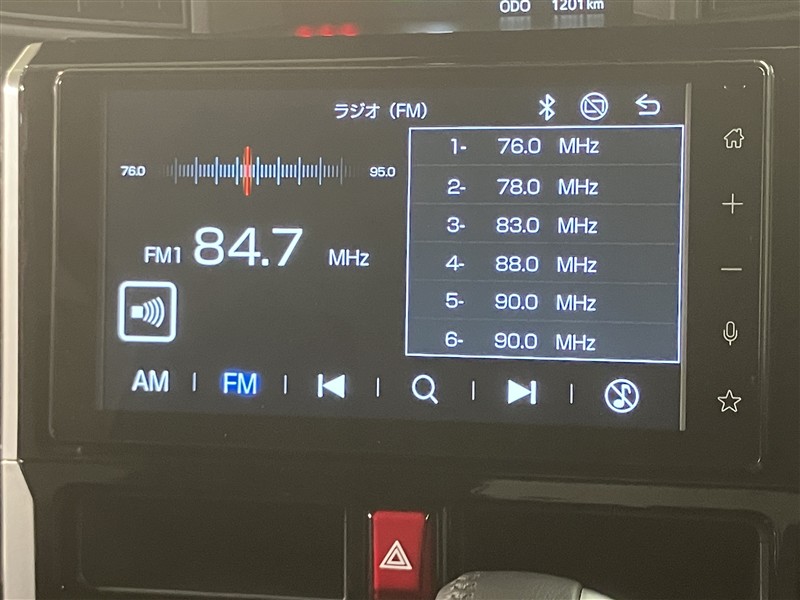 ODO 1201km
ラジオ (FM)
76.0 95.0
FM1 84.7 MHz
1- 76.0 MHz
2- 78.0 MHz
3- 83.0 MHz
4- 88.0 MHz
5- 90.0 MHz
6- 90.0 MHz
AM | FM | | | |